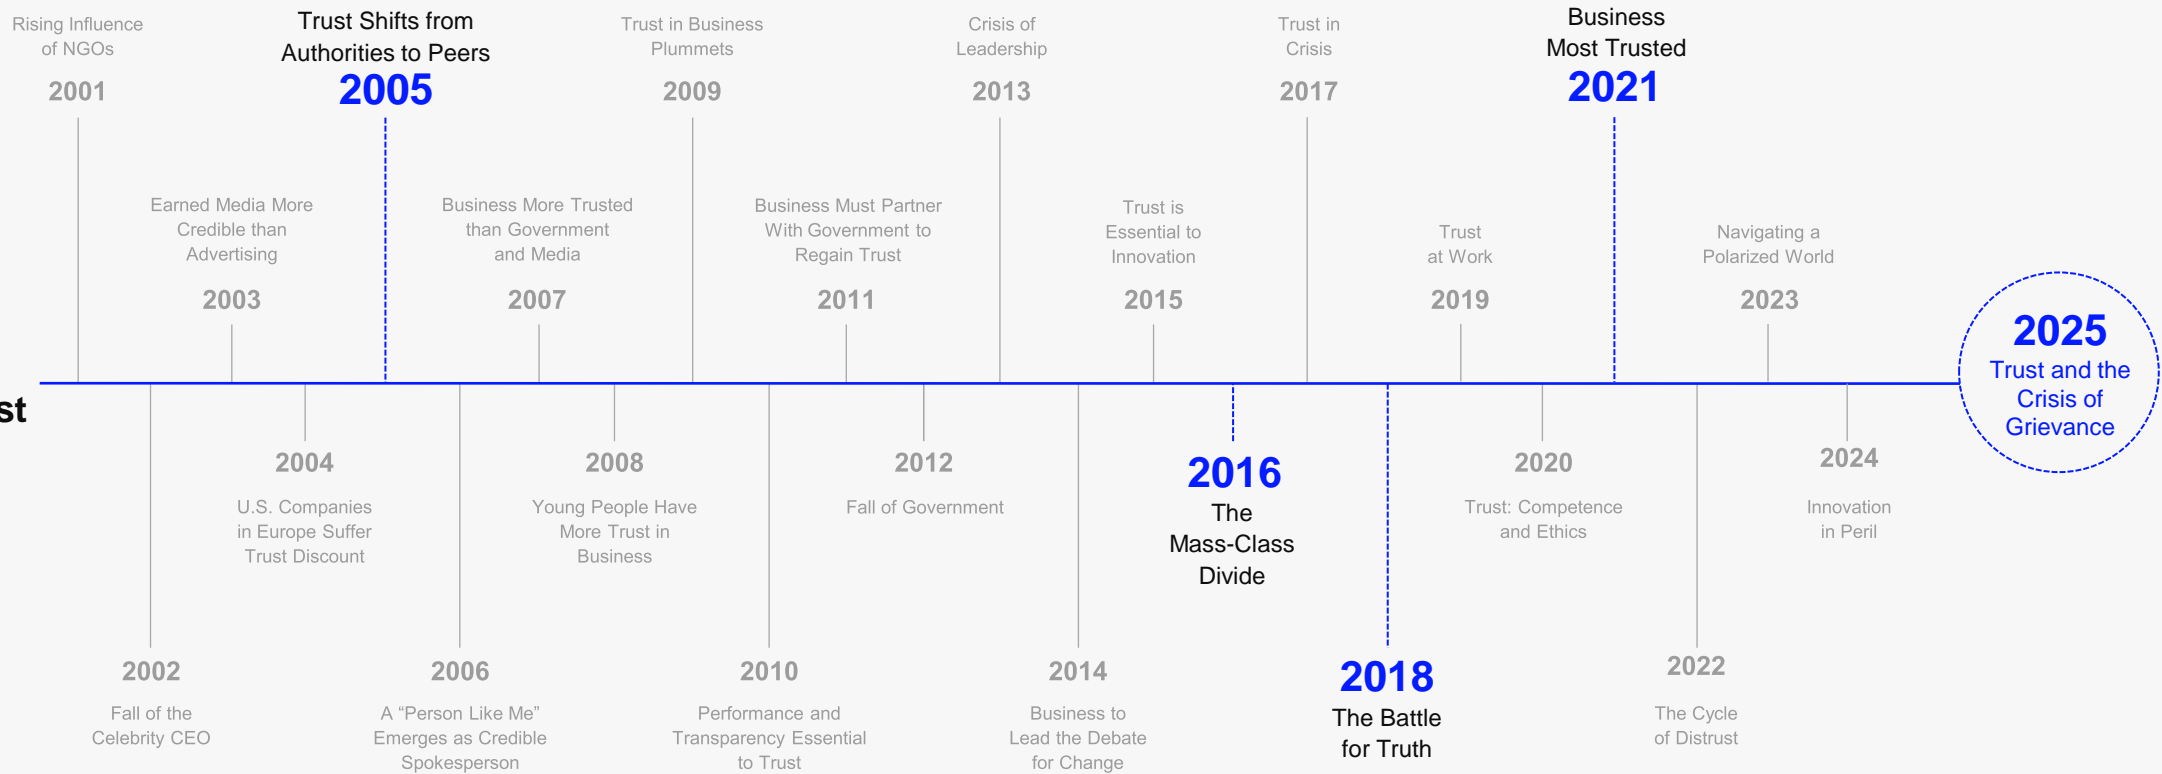 Rising Influence
of NGOs
2001
Trust Shifts from
Authorities to Peers
2005
Trust in Business
Plummets
2009
Crisis of
Leadership
2013
Trust in
Crisis
2017
Business
Most Trusted
2021
Earned Media More
Credible than
Advertising
2003
Business More Trusted
than Government
and Media
2007
Business Must Partner
With Government to
Regain Trust
2011
Trust is
Essential to
Innovation
2015
Trust
at Work
2019
Navigating a
Polarized World
2023
2025
Trust and the
Crisis of
Grievance
st
2004
U.S. Companies
in Europe Suffer
Trust Discount
2008
Young People Have
More Trust in
Business
2012
Fall of Government
2016
The
Mass-Class
Divide
2020
Trust: Competence
and Ethics
2024
Innovation
in Peril
2002
Fall of the
Celebrity CEO
2006
A “Person Like Me”
Emerges as Credible
Spokesperson
2010
Performance and
Transparency Essential
to Trust
2014
Business to
Lead the Debate
for Change
2018
The Battle
for Truth
2022
The Cycle
of Distrust